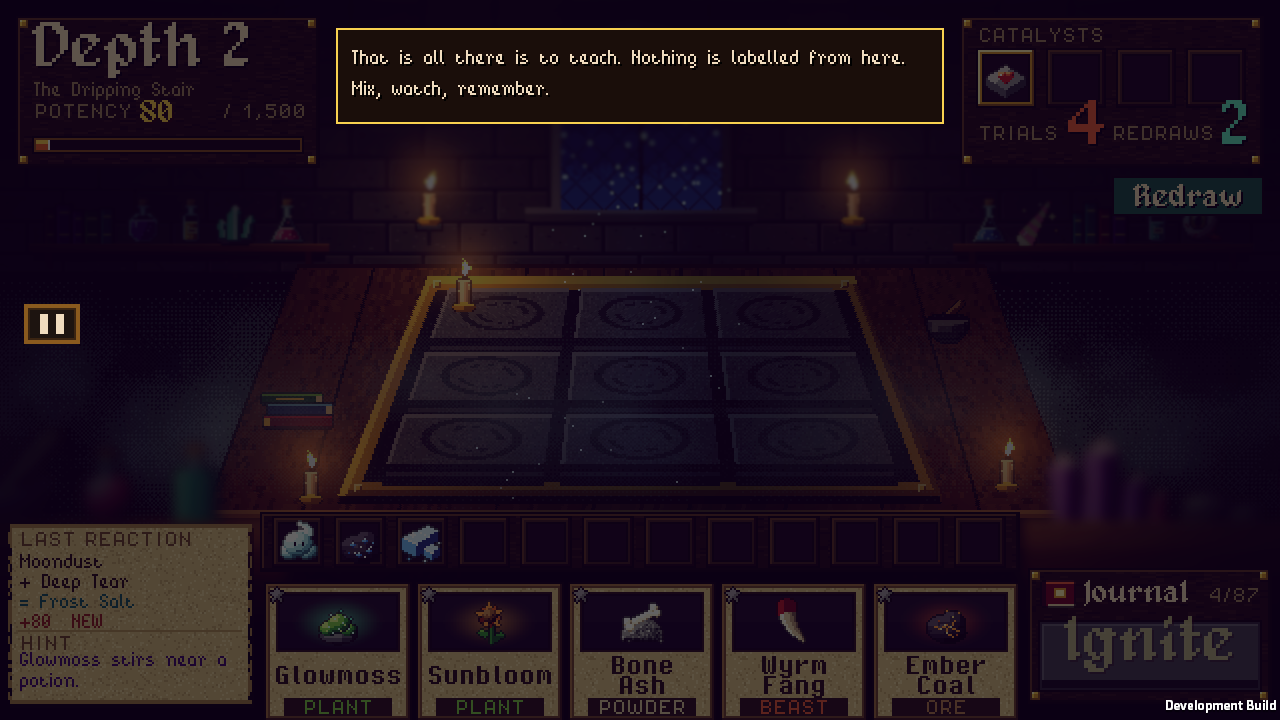 Depth 2
The Dripping Stair
POTENCY 80 / 1,500
That is all there is to teach. Nothing is labelled from here.
Mix, watch, remember.
CATALYSTS
TRIALS 4 REDRAWS 2
Redraw
LAST REACTION
Moondust
+ Deep Tear
= Frost Salt
+80 NEW
HINT
Glowmoss stirs near a
potion.
Glowmoss
PLANT
Sunbloom
PLANT
Bone
Ash
POWDER
Wyrm
Fang
BEAST
Ember
Coal
ORE
Journal 4/87
Ignite
Development Build